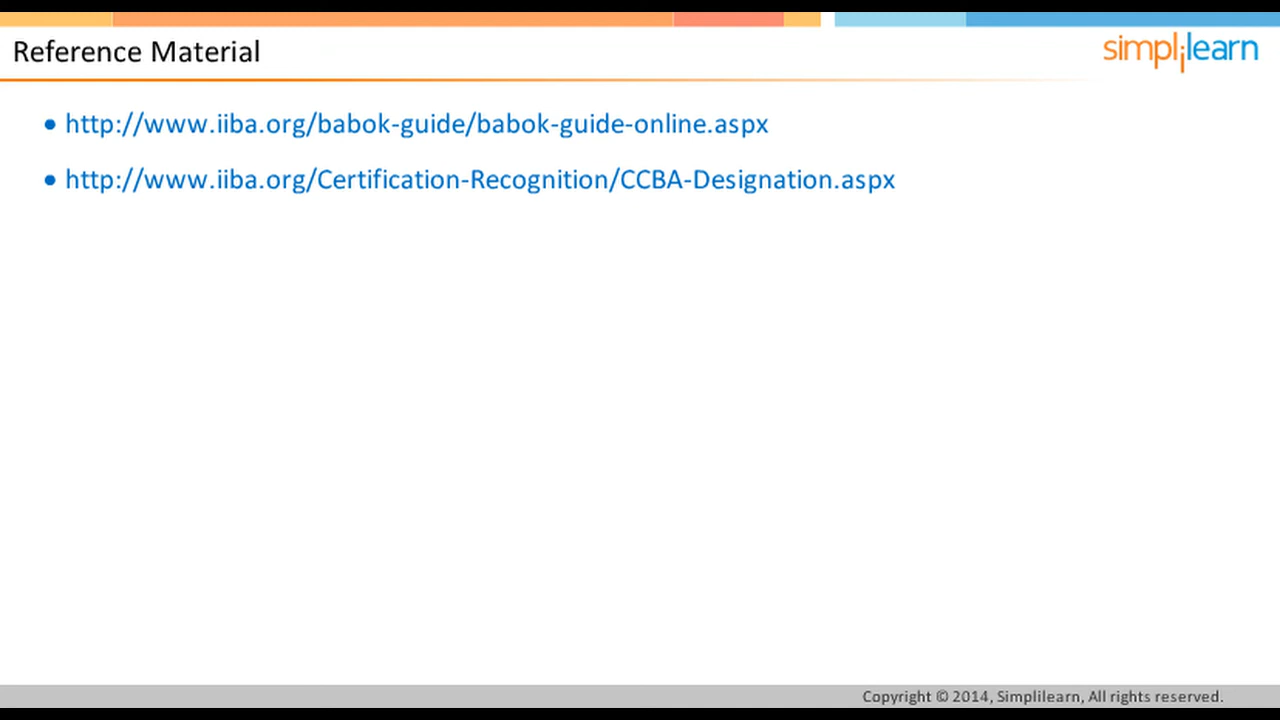 Reference Material
simplilearn
• http://www.iiba.org/babok-guide/babok-guide-online.aspx
• http://www.iiba.org/Certification-Recognition/CCBA-Designation.aspx
Copyright © 2014, Simplilearn, All rights reserved.